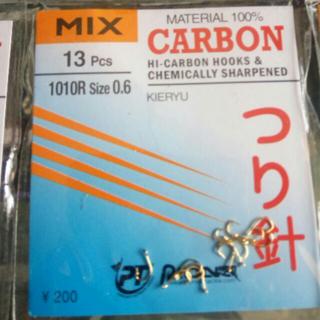 MIX
13 Pcs
1010R Size 0.6
MATERIAL 100%
CARBON
HI-CARBON HOOKS &
CHEMICALLY SHARPENED
KIERYU
つり針
¥ 200